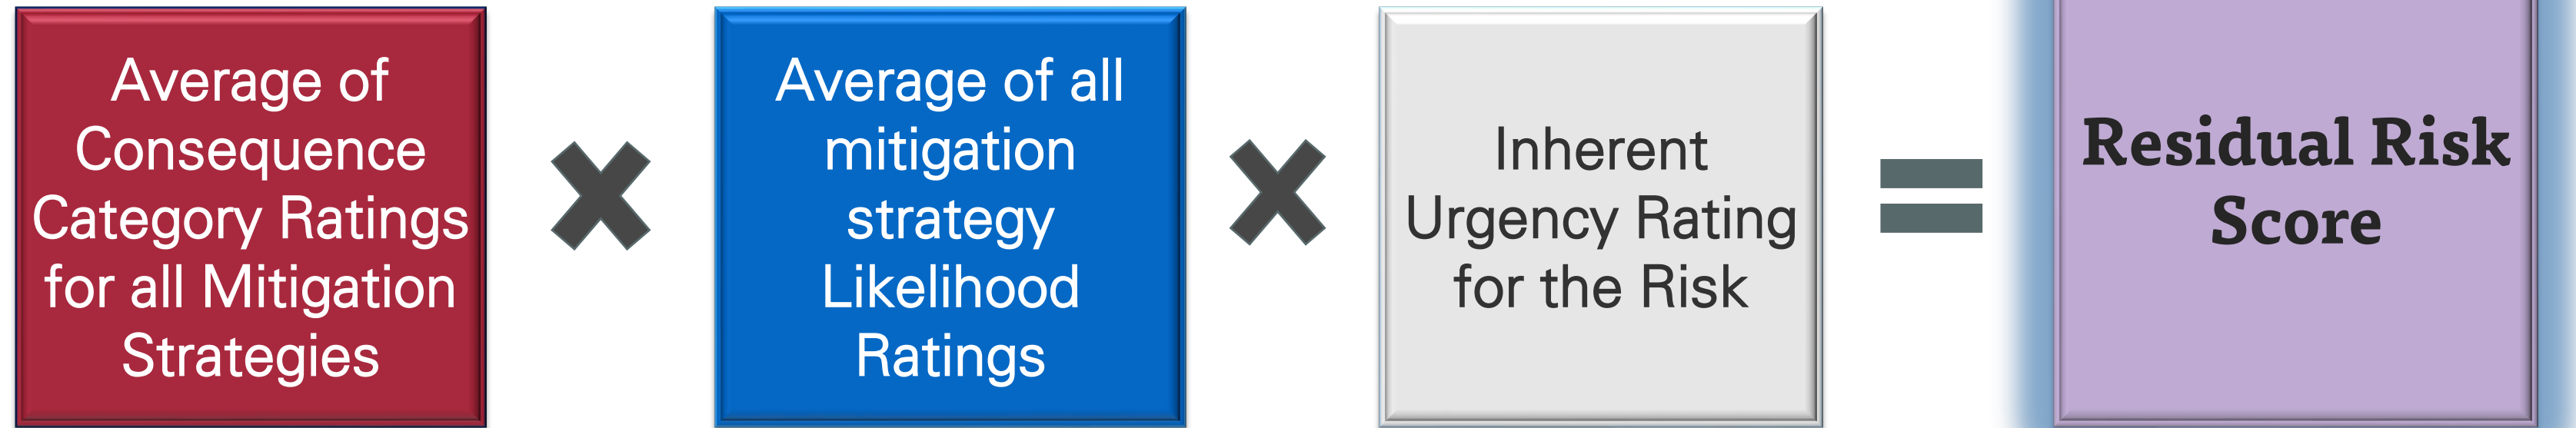 Average of
Consequence
Category Ratings
for all Mitigation
Strategies
×
Average of all
mitigation
strategy
Likelihood
Ratings
×
Inherent
Urgency Rating
for the Risk
=
Residual Risk
Score